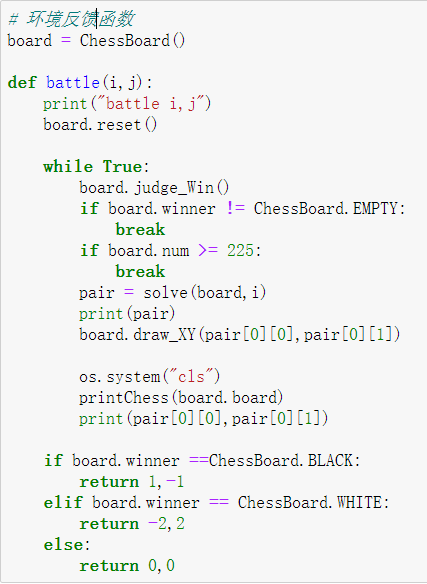 # 环境反馈函数
board = ChessBoard()
def battle(i,j):
    print("battle i,j")
    board.reset()
    while True:
        board.judge_Win()
        if board.winner != ChessBoard.EMPTY:
            break
        if board.num >= 225:
            break
        pair = solve(board,i)
        print(pair)
        board.draw_XY(pair[0][0],pair[0][1])
        os.system("cls")
        printChess(board.board)
        print(pair[0][0],pair[0][1])
    if board.winner ==ChessBoard.BLACK:
        return 1,-1
    elif board.winner == ChessBoard.WHITE:
        return -2,2
    else:
        return 0,0